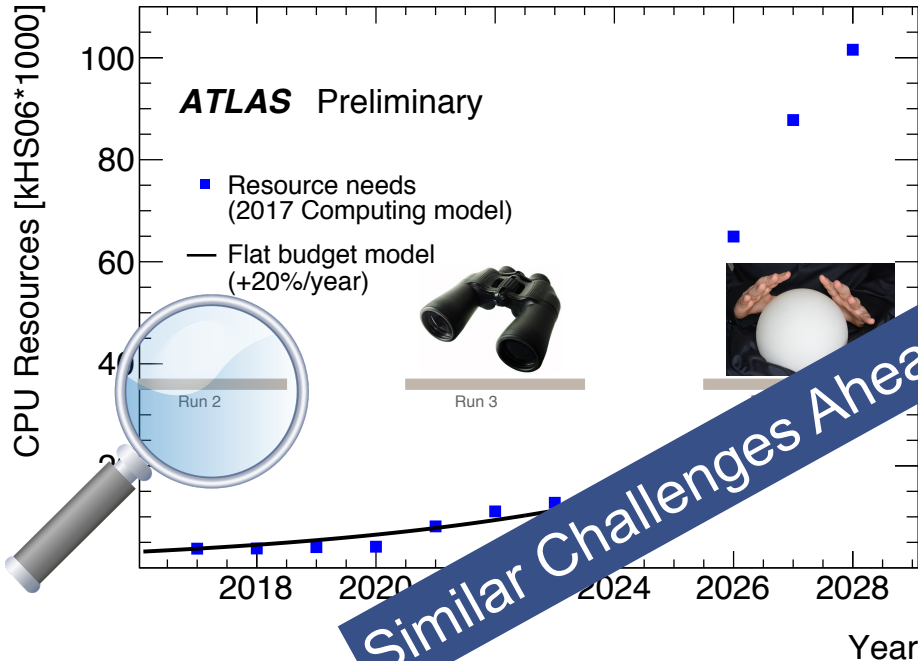 CPU Resources [kHS06*1000]
100
80
60
40
ATLAS Preliminary
Resource needs
(2017 Computing model)
Flat budget model
(+20%/year)
Run 2
Run 3
Similar Challenges
2018
2020
2024
2026
2028
Year